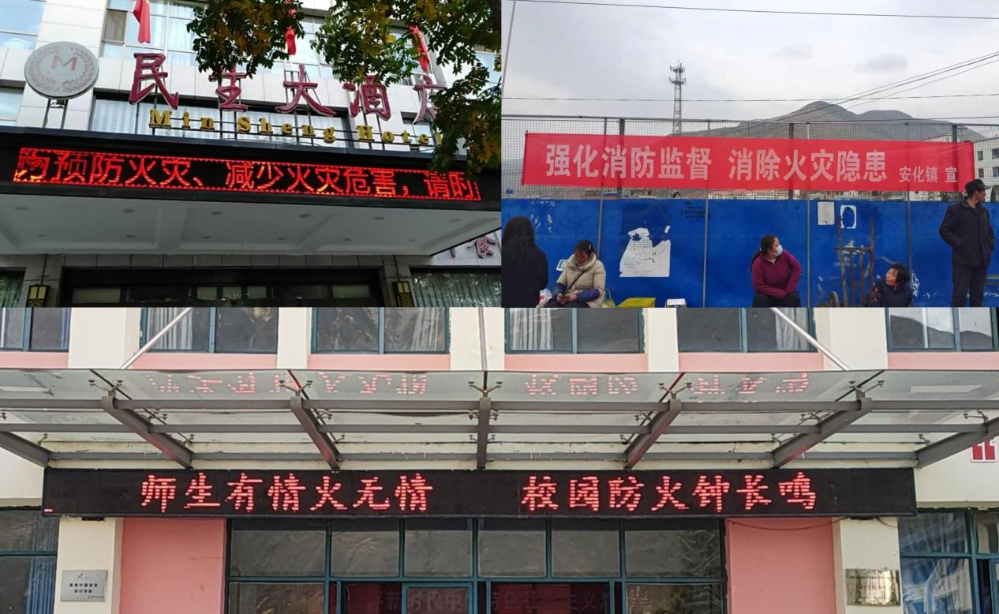 M
民生大酒店
Min Sheng Hotel
为预防火灾、减少火灾危害，请时
强化消防监督 消除火灾隐患 安化镇 宣
师生有情火无情 校园防火钟长鸣